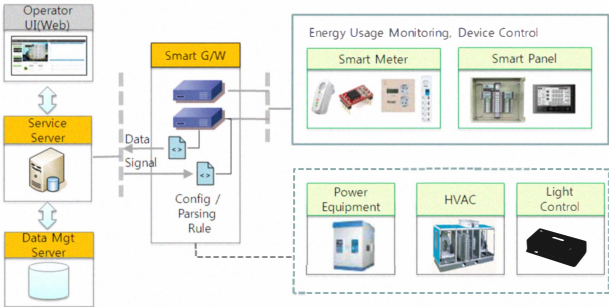 Operator
UI(Web)
Service
Server
Data Mgt
Server
Data
Signal
Smart G/W
Config /
Parsing
Rule
Energy Usage Monitoring, Device Control
Smart Meter
Smart Panel
Power
Equipment
HVAC
Light
Control